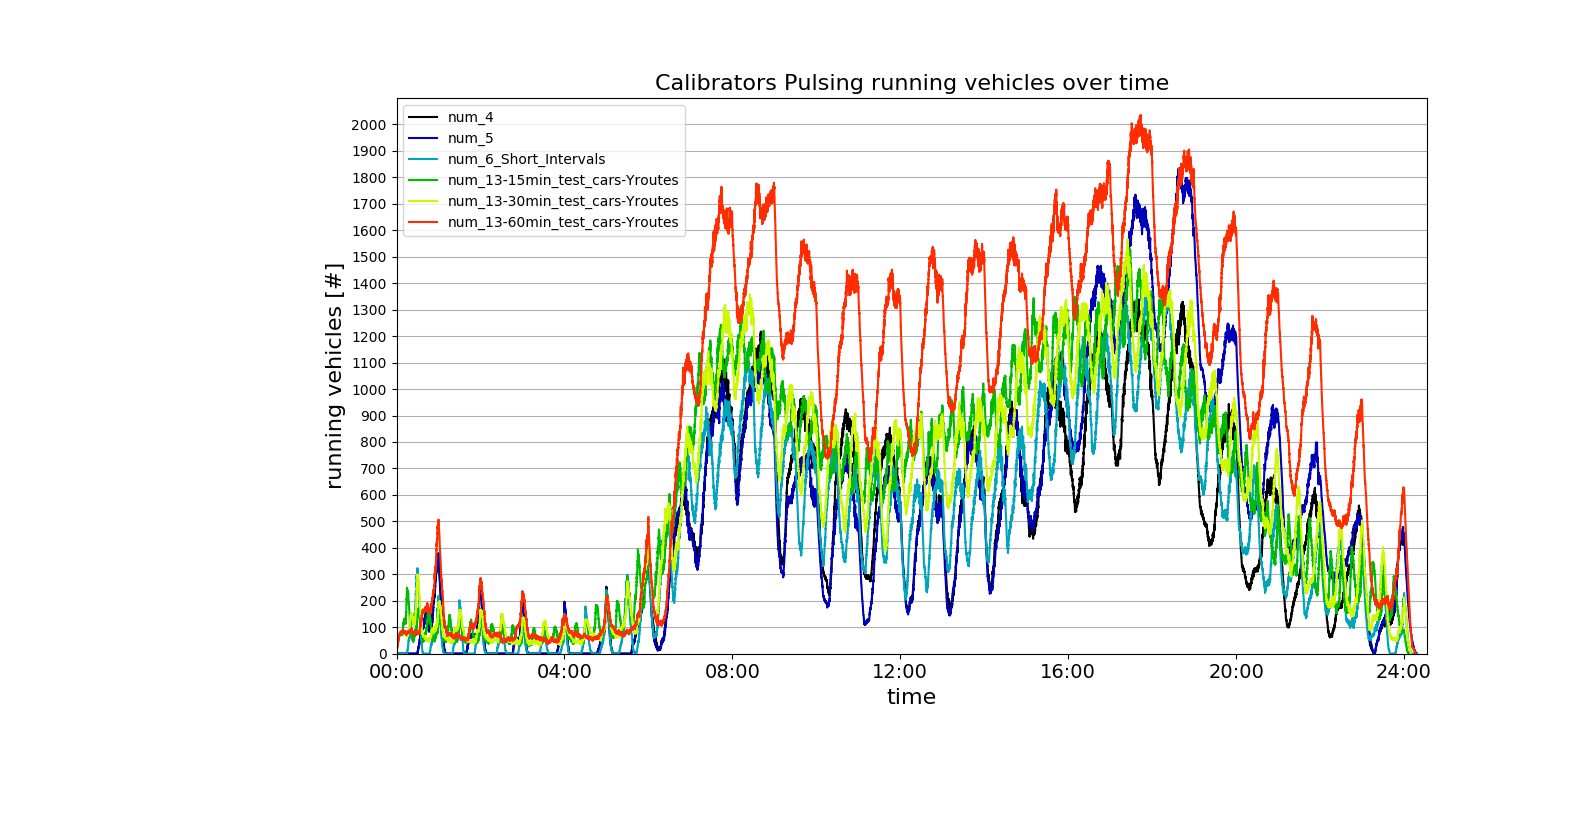 Calibrators Pulsing running vehicles over time
running vehicles [#]
2000
1900
1800
1700
1600
1500
1400
1300
1200
1100
1000
900
800
700
600
500
400
300
200
100
0
num_4
num_5
num_6_Short_Intervals
num_13-15min_test_cars-Yroutes
num_13-30min_test_cars-Yroutes
num_13-60min_test_cars-Yroutes
00:00 04:00 08:00 12:00 16:00 20:00 24:00
time